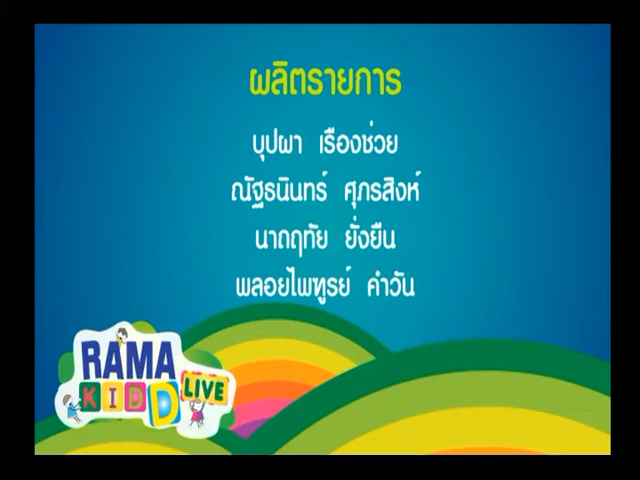 ผลิตรายการ
บุปผา เรืองช่วย
ณัฐธนินทร์ ศุภรสิงห์
นาถฤทัย ยั่งยืน
พลอยไพฑูรย์ คำวัน
RAMA
KIDD LIVE